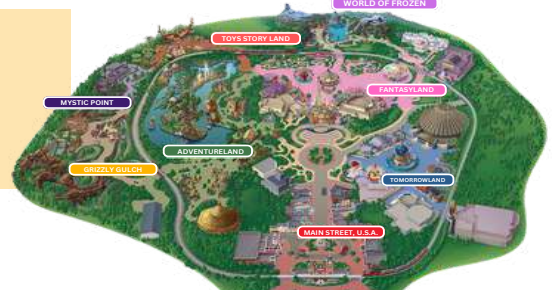 WORLD OF FROZEN
TOYS STORY LAND
FANTASYLAND
MYSTIC POINT
ADVENTURELAND
GRIZZLY GULCH
TOMORROWLAND
MAIN STREET, U.S.A.